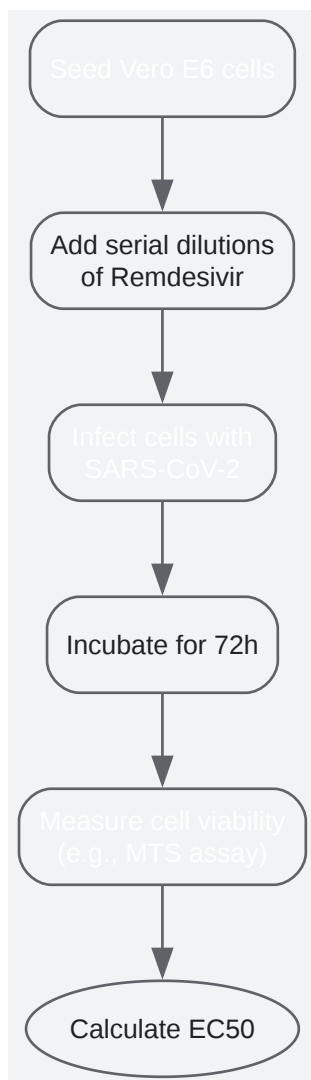 Seed Vero E6 cells
Add serial dilutions
of Remdesivir
Infect cells with
SARS-CoV-2
Incubate for 72h
Measure cell viability
(e.g., MTS assay)
Calculate EC50